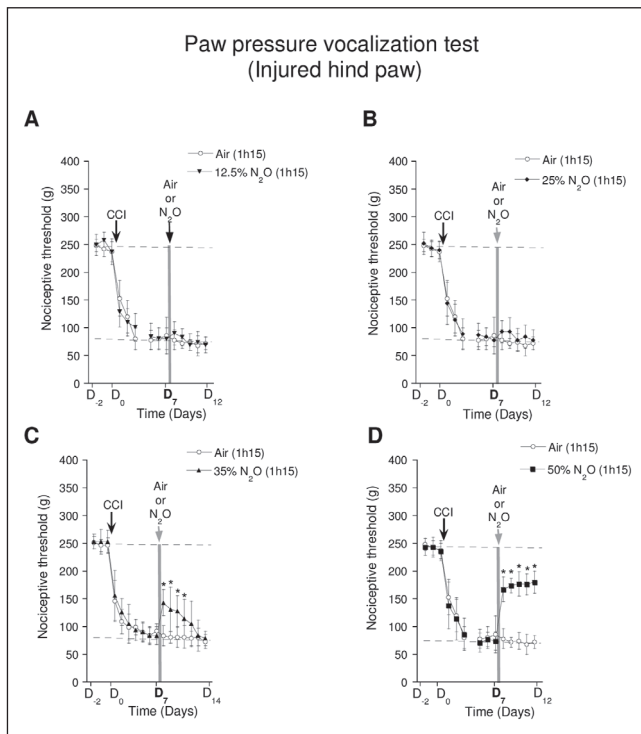 Paw pressure vocalization test
(Injured hind paw)
A
Air (1h15)
12.5% N₂O (1h15)
Nociceptive threshold (g)
400
350
300
250
200
150
100
50
0
CCI
Air
or
N₂O
D₋₂
D₀
D₇
D₁₂
Time (Days)
B
Air (1h15)
25% N₂O (1h15)
Nociceptive threshold (g)
400
350
300
250
200
150
100
50
0
CCI
Air
or
N₂O
D₋₂
D₀
D₇
D₁₂
Time (Days)
C
Air (1h15)
35% N₂O (1h15)
Nociceptive threshold (g)
400
350
300
250
200
150
100
50
0
CCI
Air
or
N₂O
* * * *
D₋₂
D₀
D₇
D₁₄
Time (Days)
D
Air (1h15)
50% N₂O (1h15)
Nociceptive threshold (g)
400
350
300
250
200
150
100
50
0
CCI
Air
or
N₂O
* * * * *
D₋₂
D₀
D₇
D₁₂
Time (Days)